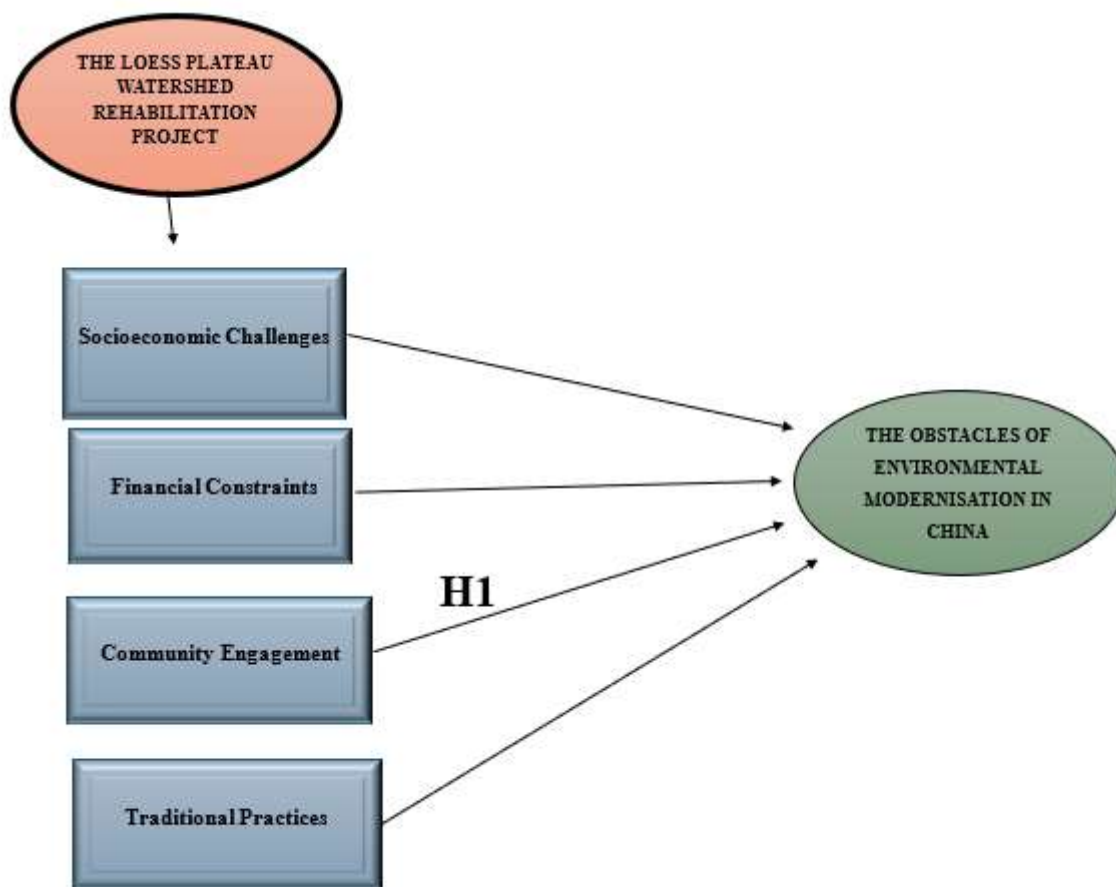 THE LOESS PLATEAU
WATERSHED
REHABILITATION
PROJECT
Socioeconomic Challenges
Financial Constraints
H1
Community Engagement
Traditional Practices
THE OBSTACLES OF
ENVIRONMENTAL
MODERNISATION IN
CHINA